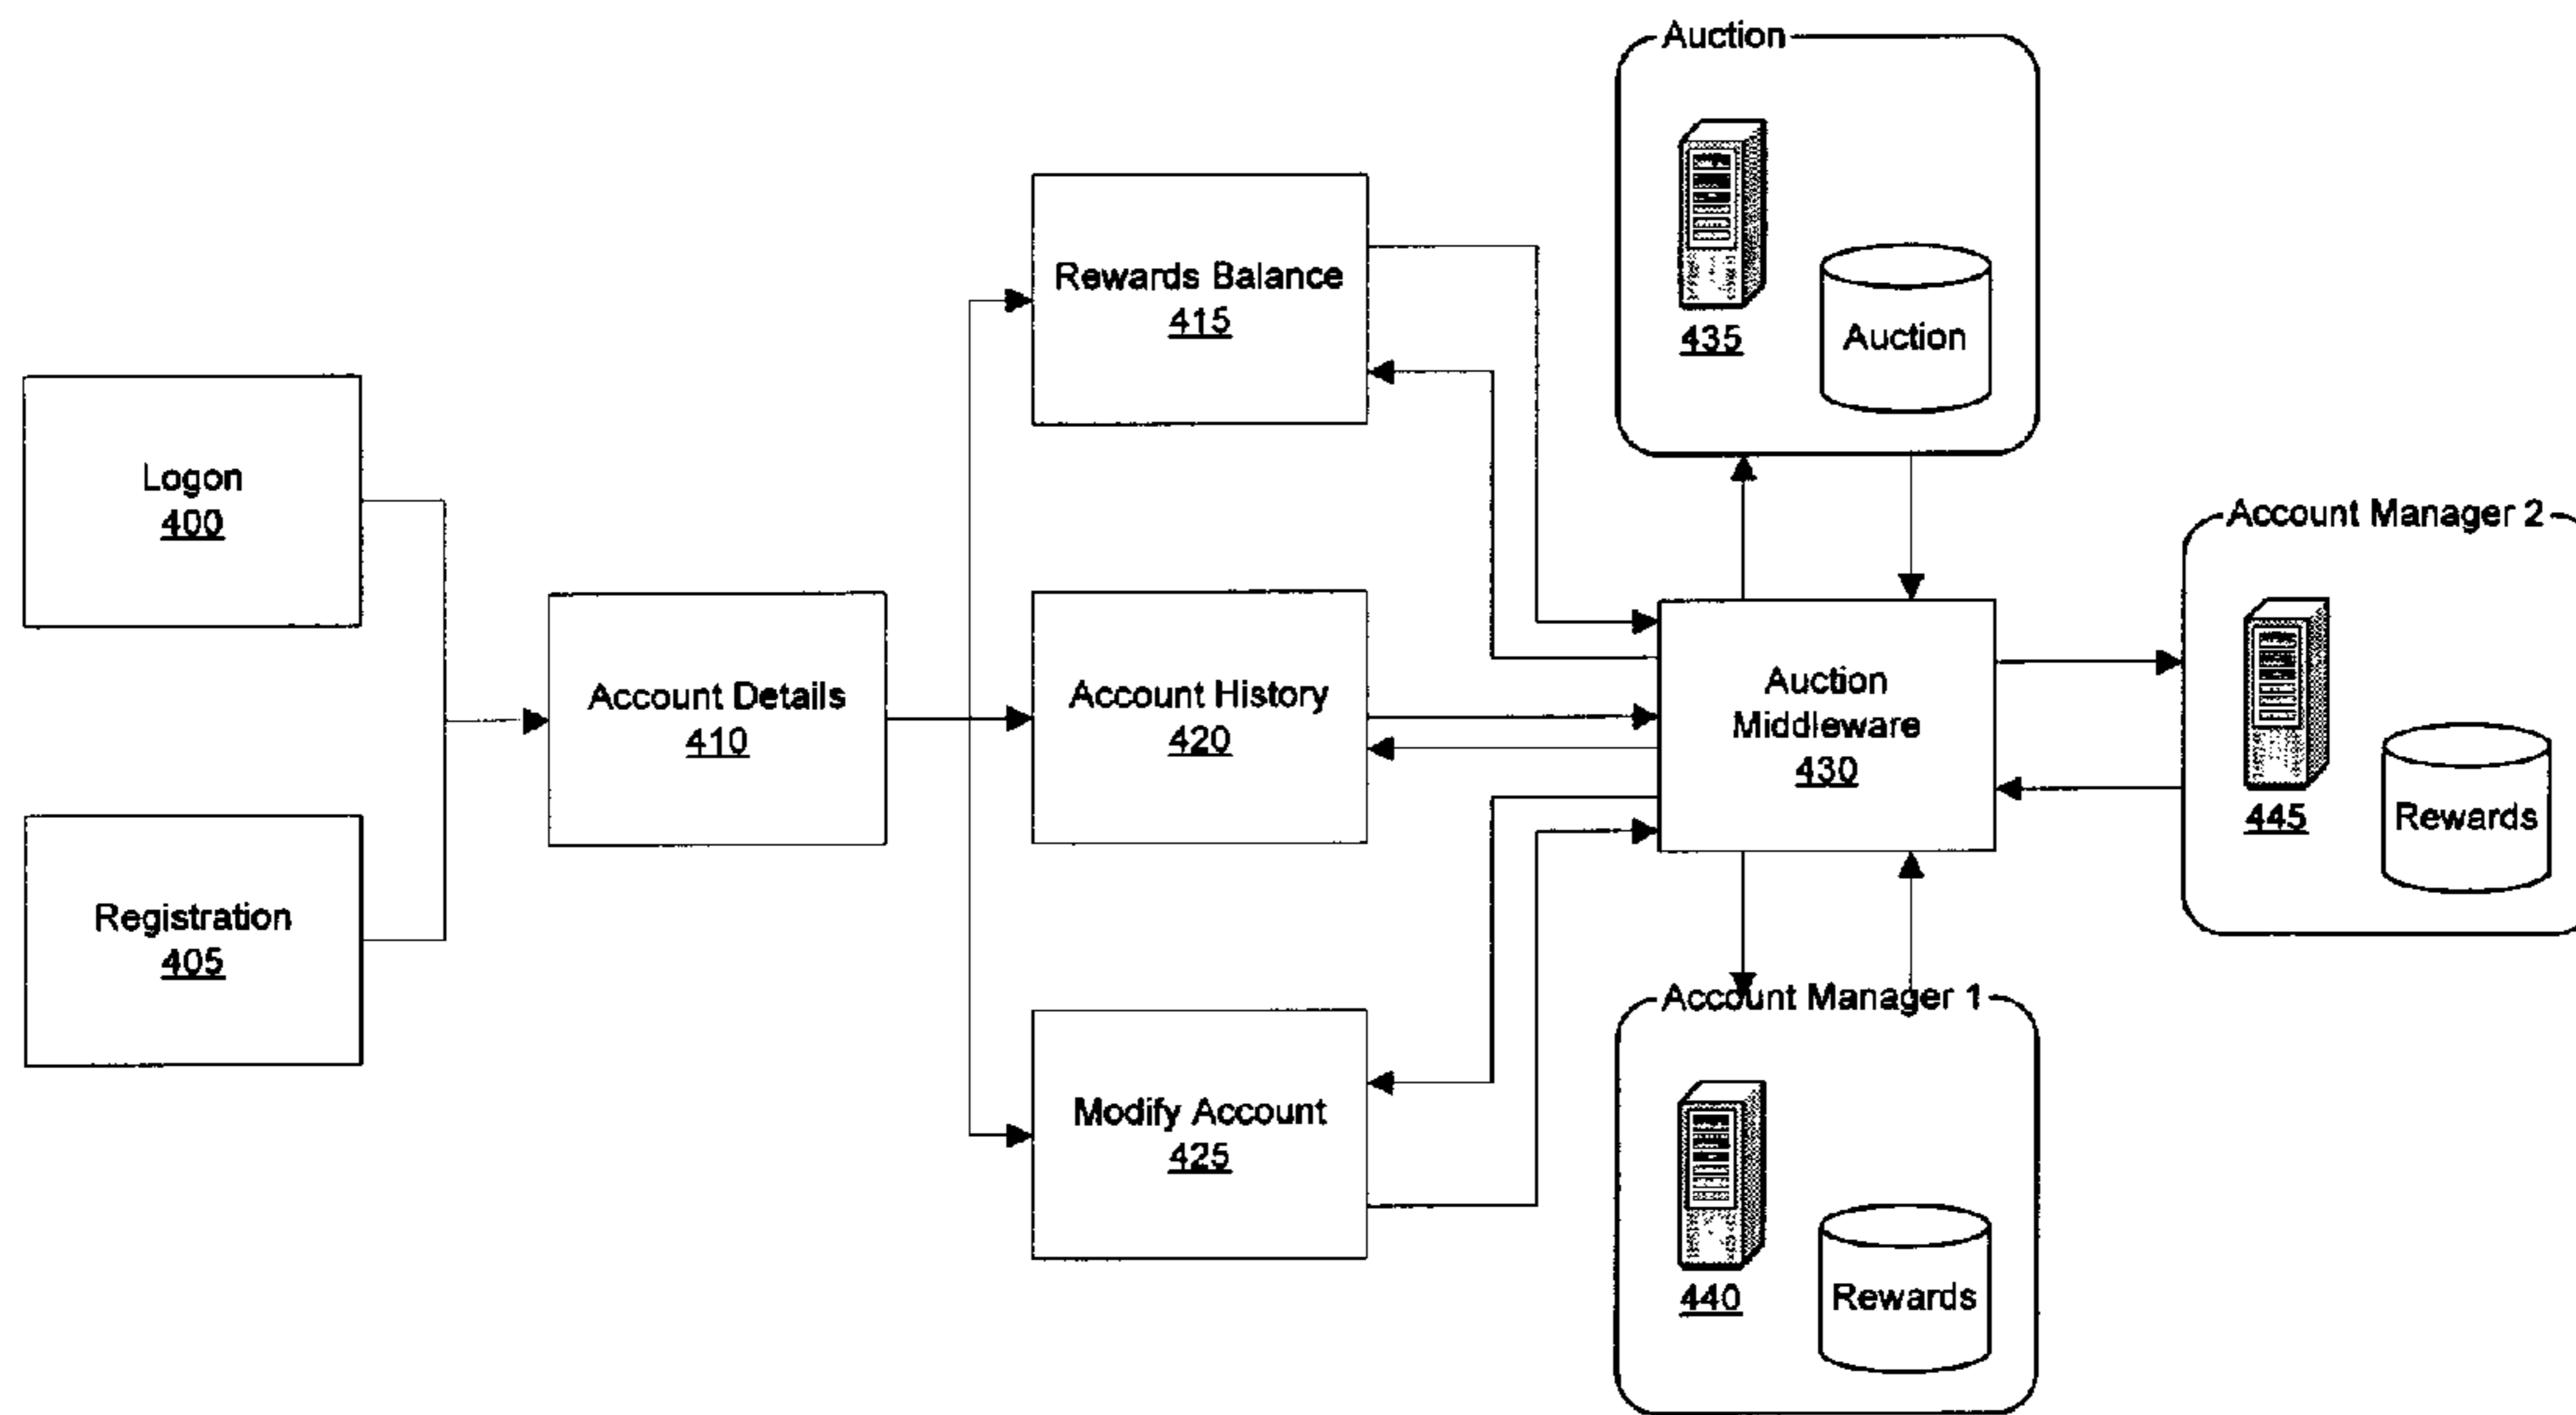 Logon
400
Registration
405
Account Details
410
Rewards Balance
415
Account History
420
Modify Account
425
Auction
Middleware
430
Auction
435
Auction
Account Manager 2
445
Rewards
Account Manager 1
440
Rewards